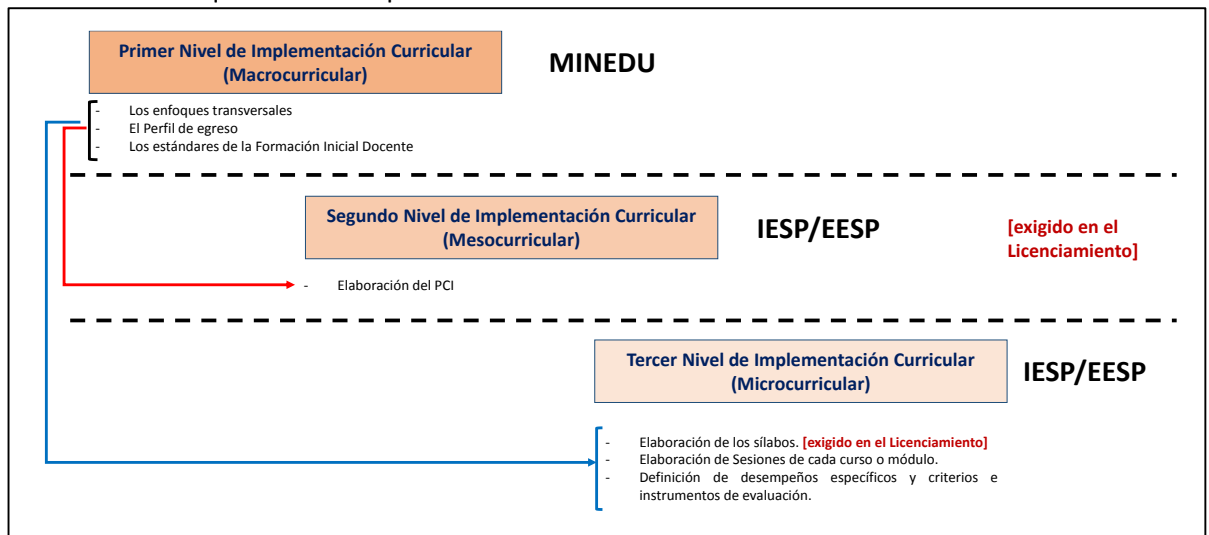 Primer Nivel de Implementación Curricular
(Macrocurricular)
MINEDU
- Los enfoques transversales
- El Perfil de egreso
- Los estándares de la Formación Inicial Docente
Segundo Nivel de Implementación Curricular
(Mesocurricular)
IESP/EESP
[exigido en el
Licenciamiento]
- Elaboración del PCI
Tercer Nivel de Implementación Curricular
(Microcurricular)
IESP/EESP
- Elaboración de los sílabos. [exigido en el Licenciamiento]
- Elaboración de Sesiones de cada curso o módulo.
- Definición de desempeños específicos y criterios e
instrumentos de evaluación.